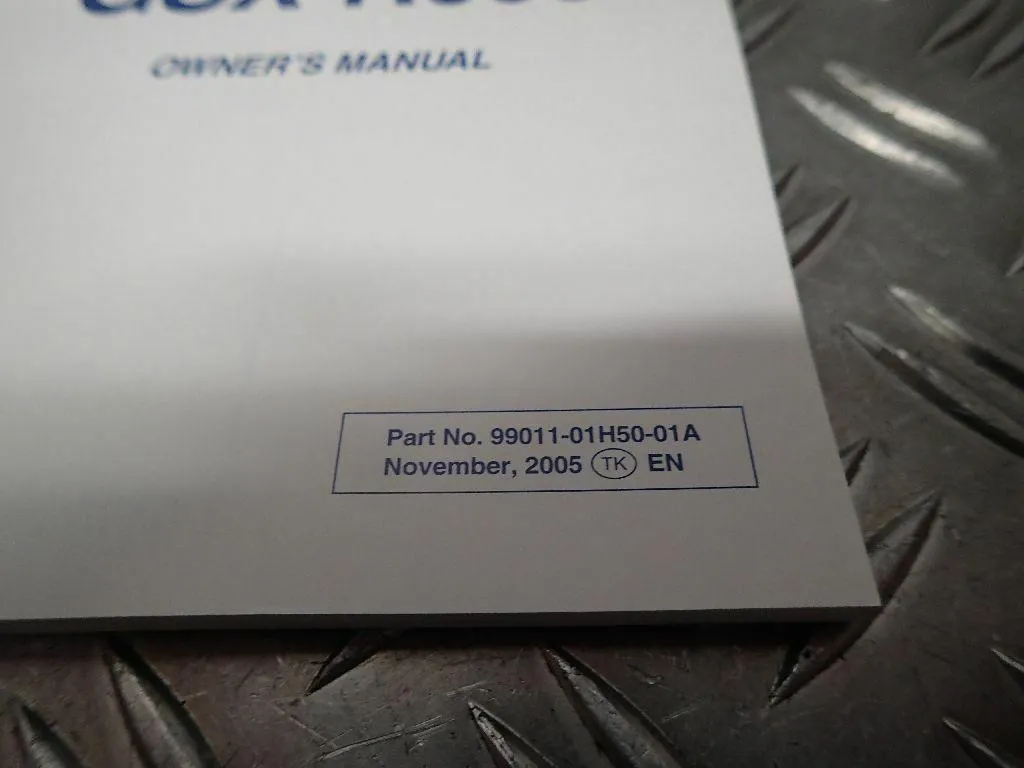 OWNER'S MANUAL
Part No. 99011-01H50-01A
November, 2005 TK EN